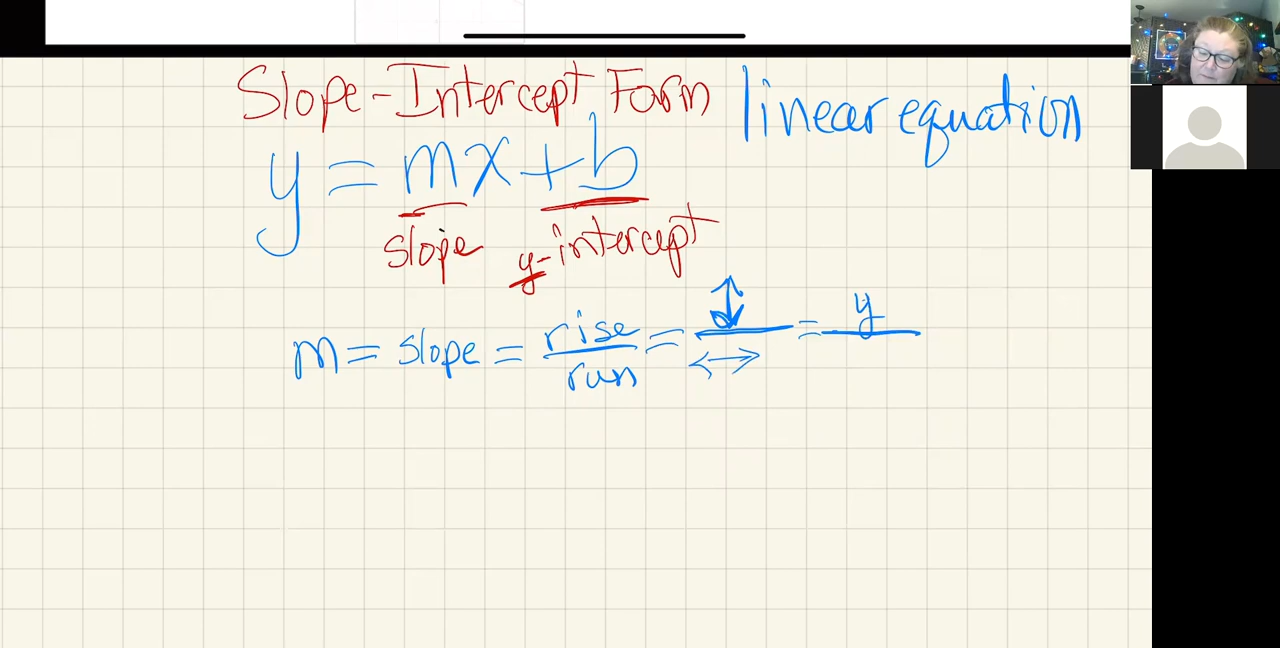 Slope-Intercept Form linear equation
y = mx + b
slope y-intercept
m = slope = rise/run = ↕/↔ = y/